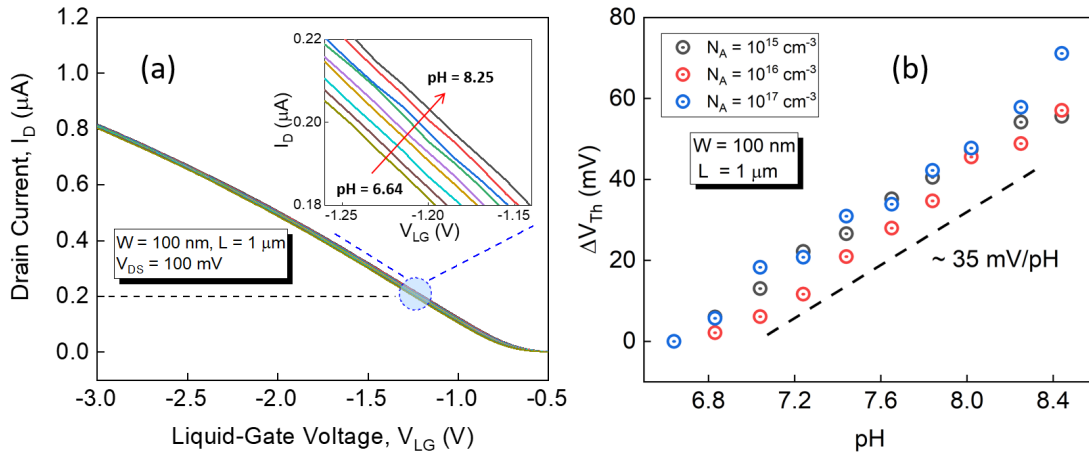 (a)
Drain Current, I_D (μA)
1.2
1.0
0.8
0.6
0.4
0.2
0.0
-3.0 -2.5 -2.0 -1.5 -1.0 -0.5
Liquid-Gate Voltage, V_LG (V)
W = 100 nm, L = 1 μm
V_DS = 100 mV
I_D (μA)
0.22
0.20
0.18
-1.25 -1.20 -1.15
V_LG (V)
pH = 8.25
pH = 6.64
(b)
ΔV_Th (mV)
80
60
40
20
0
6.8 7.2 7.6 8.0 8.4
pH
N_A = 10^15 cm^-3
N_A = 10^16 cm^-3
N_A = 10^17 cm^-3
W = 100 nm
L = 1 μm
~ 35 mV/pH